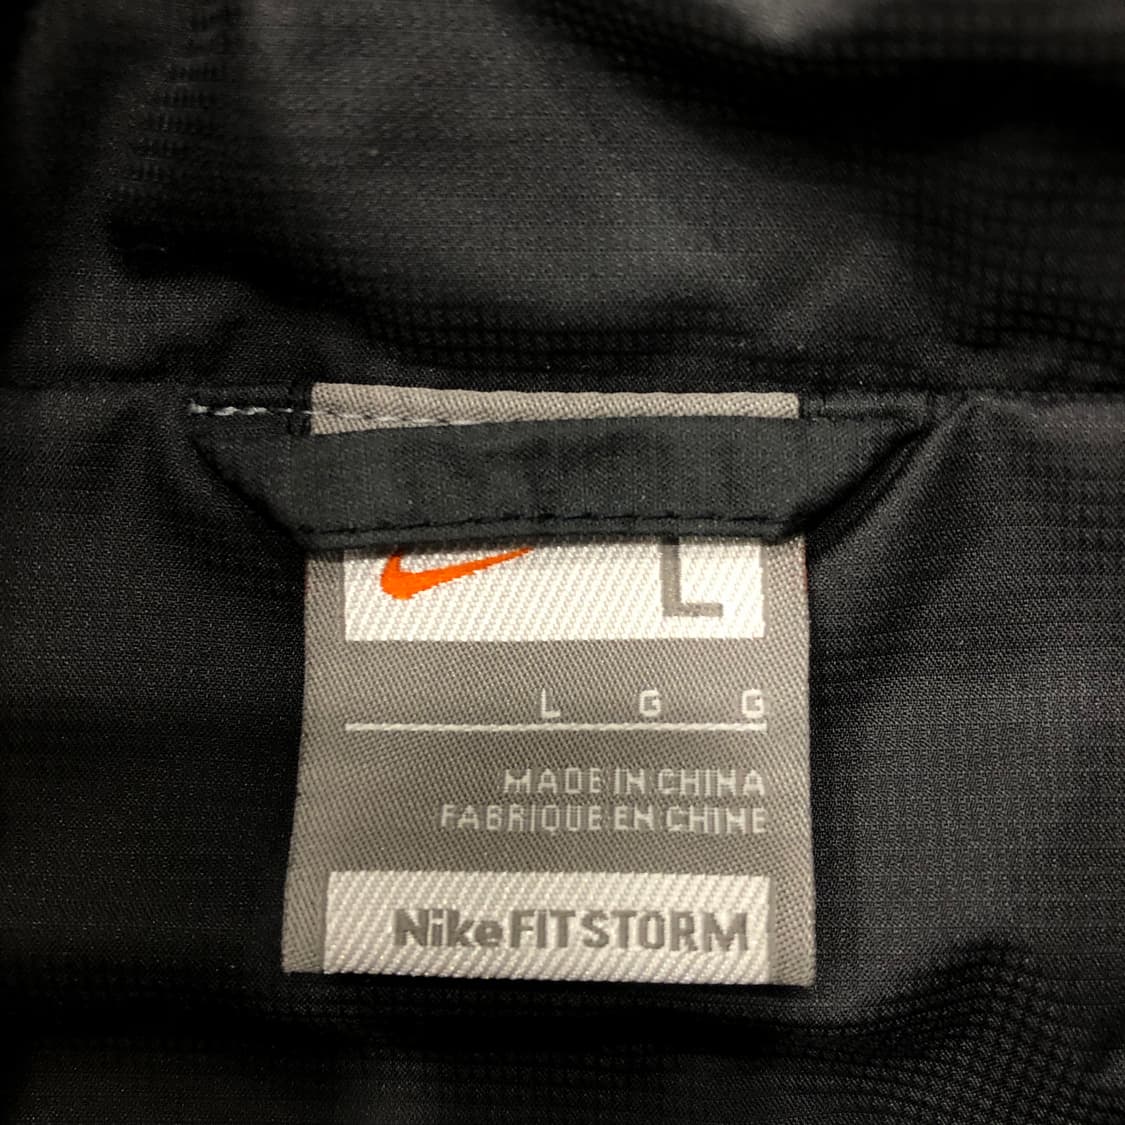 L
L G G
MADE IN CHINA
FABRIQUE EN CHINE
Nike FIT STORM